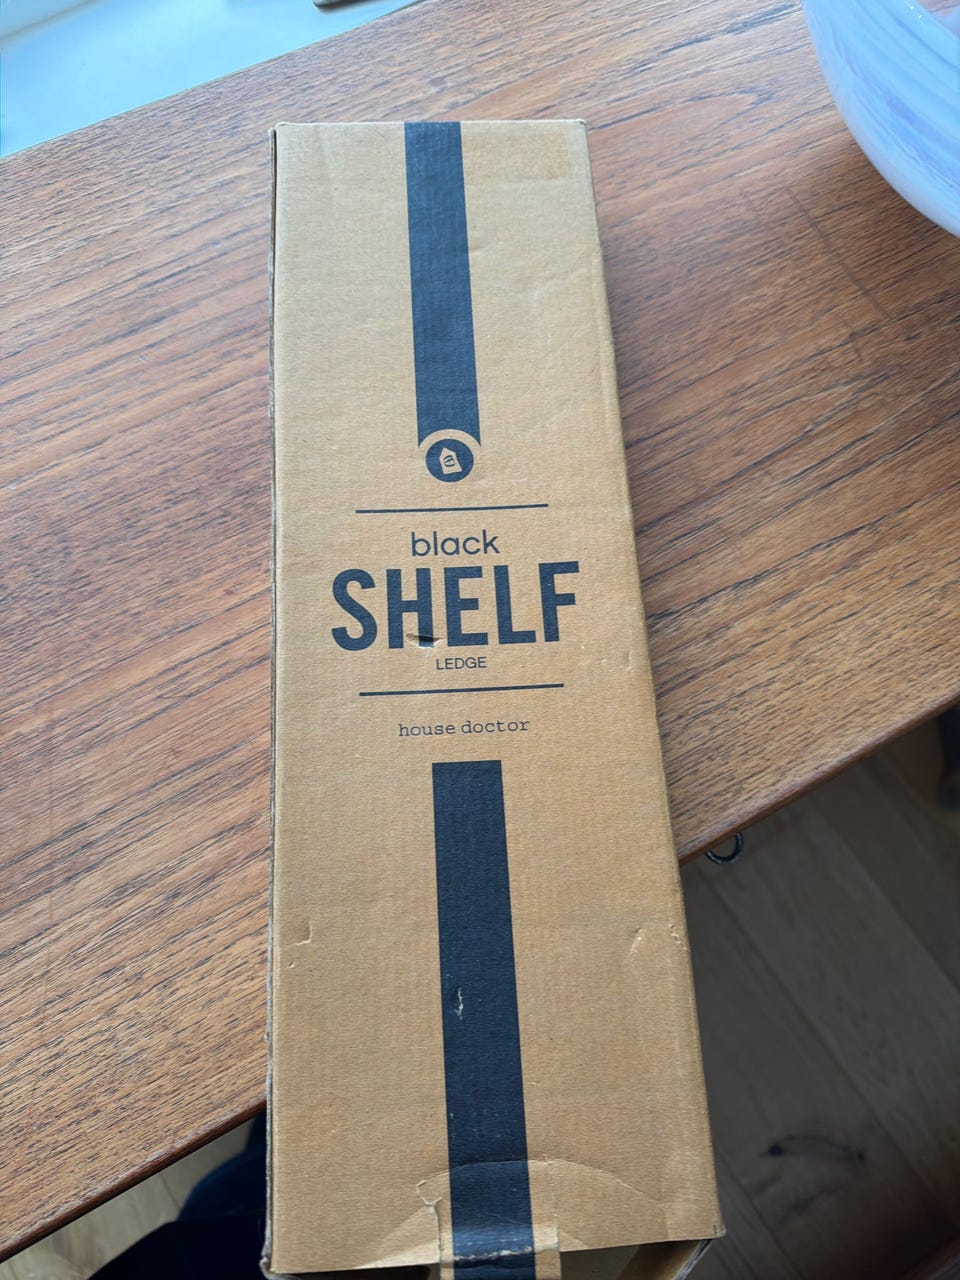 black
SHELF
LEDGE
house doctor